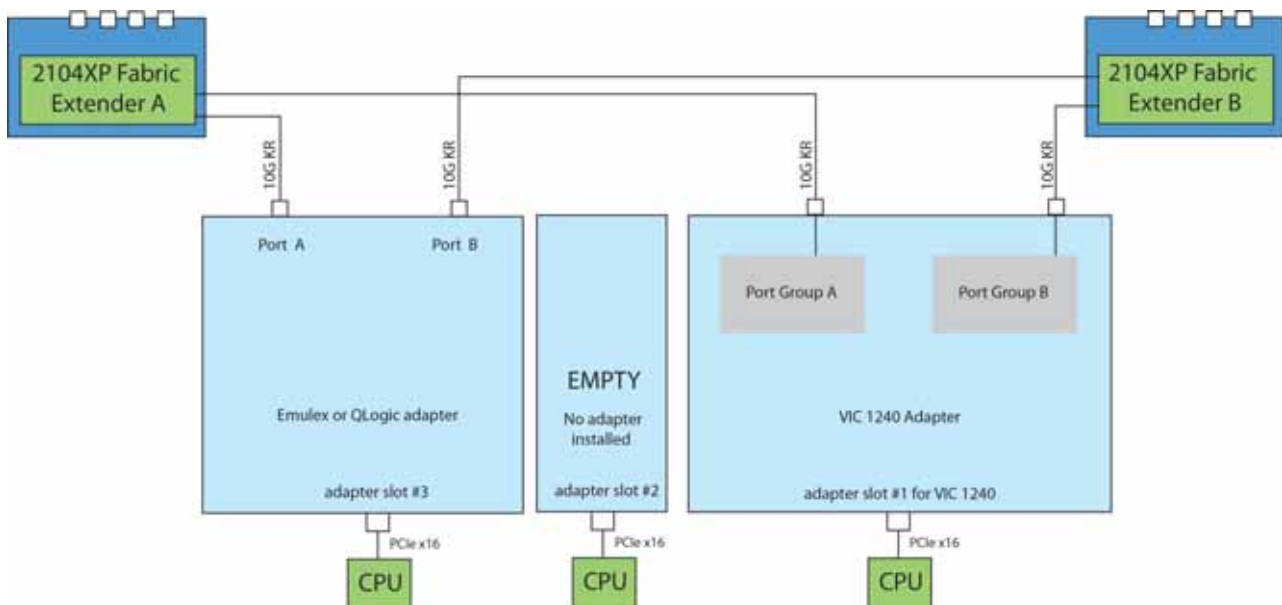 2104XP Fabric
Extender A
2104XP Fabric
Extender B
10G KR
10G KR
10G KR
10G KR
Port A
Port B
Port Group A
Port Group B
EMPTY
No adapter
installed
Emulex or QLogic adapter
VIC 1240 Adapter
adapter slot #3
adapter slot #2
adapter slot #1 for VIC 1240
PCIe x16
PCIe x16
PCIe x16
CPU
CPU
CPU